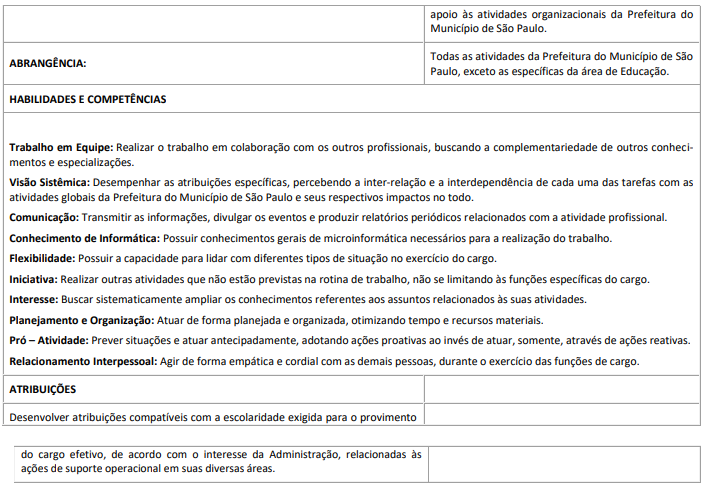 apoio às atividades organizacionais da Prefeitura do
Município de São Paulo.
ABRANGÊNCIA:
Todas as atividades da Prefeitura do Município de São
Paulo, exceto as específicas da área de Educação.
HABILIDADES E COMPETÊNCIAS
Trabalho em Equipe: Realizar o trabalho em colaboração com os outros profissionais, buscando a complementariedade de outros conheci-
mentos e especializações.
Visão Sistêmica: Desempenhar as atribuições específicas, percebendo a inter-relação e a interdependência de cada uma das tarefas com as
atividades globais da Prefeitura do Município de São Paulo e seus respectivos impactos no todo.
Comunicação: Transmitir as informações, divulgar os eventos e produzir relatórios periódicos relacionados com a atividade profissional.
Conhecimento de Informática: Possuir conhecimentos gerais de microinformática necessários para a realização do trabalho.
Flexibilidade: Possuir a capacidade para lidar com diferentes tipos de situação no exercício do cargo.
Iniciativa: Realizar outras atividades que não estão previstas na rotina de trabalho, não se limitando às funções específicas do cargo.
Interesse: Buscar sistematicamente ampliar os conhecimentos referentes aos assuntos relacionados às suas atividades.
Planejamento e Organização: Atuar de forma planejada e organizada, otimizando tempo e recursos materiais.
Pró – Atividade: Prever situações e atuar antecipadamente, adotando ações proativas ao invés de atuar, somente, através de ações reativas.
Relacionamento Interpessoal: Agir de forma empática e cordial com as demais pessoas, durante o exercício das funções de cargo.
ATRIBUIÇÕES
Desenvolver atribuições compatíveis com a escolaridade exigida para o provimento
do cargo efetivo, de acordo com o interesse da Administração, relacionadas às
ações de suporte operacional em suas diversas áreas.